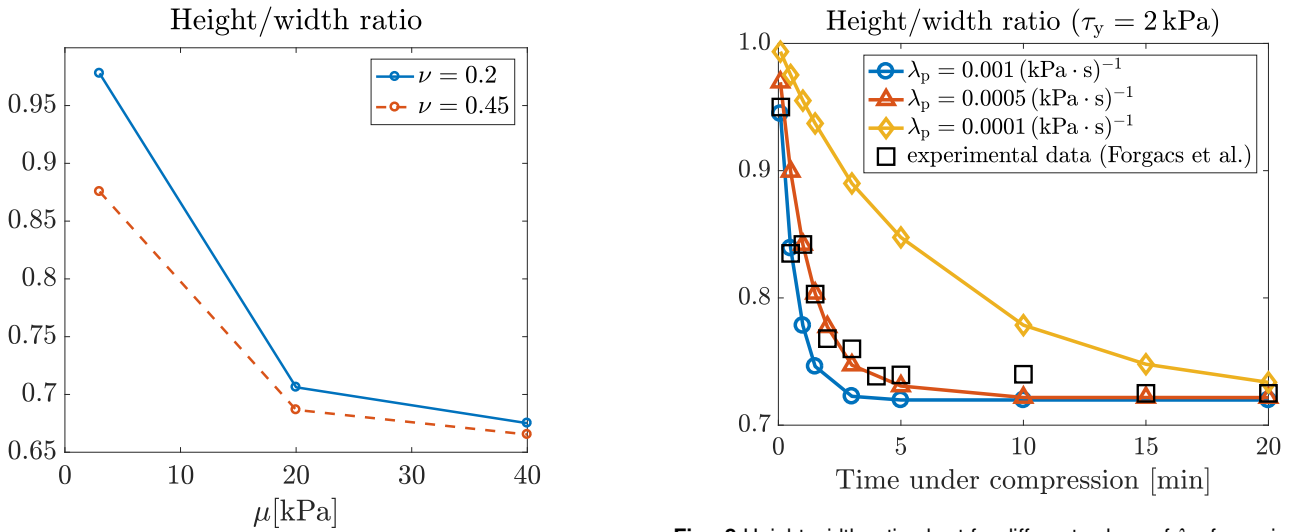 Height/width ratio
ν = 0.2
ν = 0.45
0.95
0.9
0.85
0.8
0.75
0.7
0.65
0 10 20 30 40
μ[kPa]
Height/width ratio (τy = 2 kPa)
λp = 0.001 (kPa · s)⁻¹
λp = 0.0005 (kPa · s)⁻¹
λp = 0.0001 (kPa · s)⁻¹
experimental data (Forgacs et al.)
1.0
0.9
0.8
0.7
0 5 10 15 20
Time under compression [min]